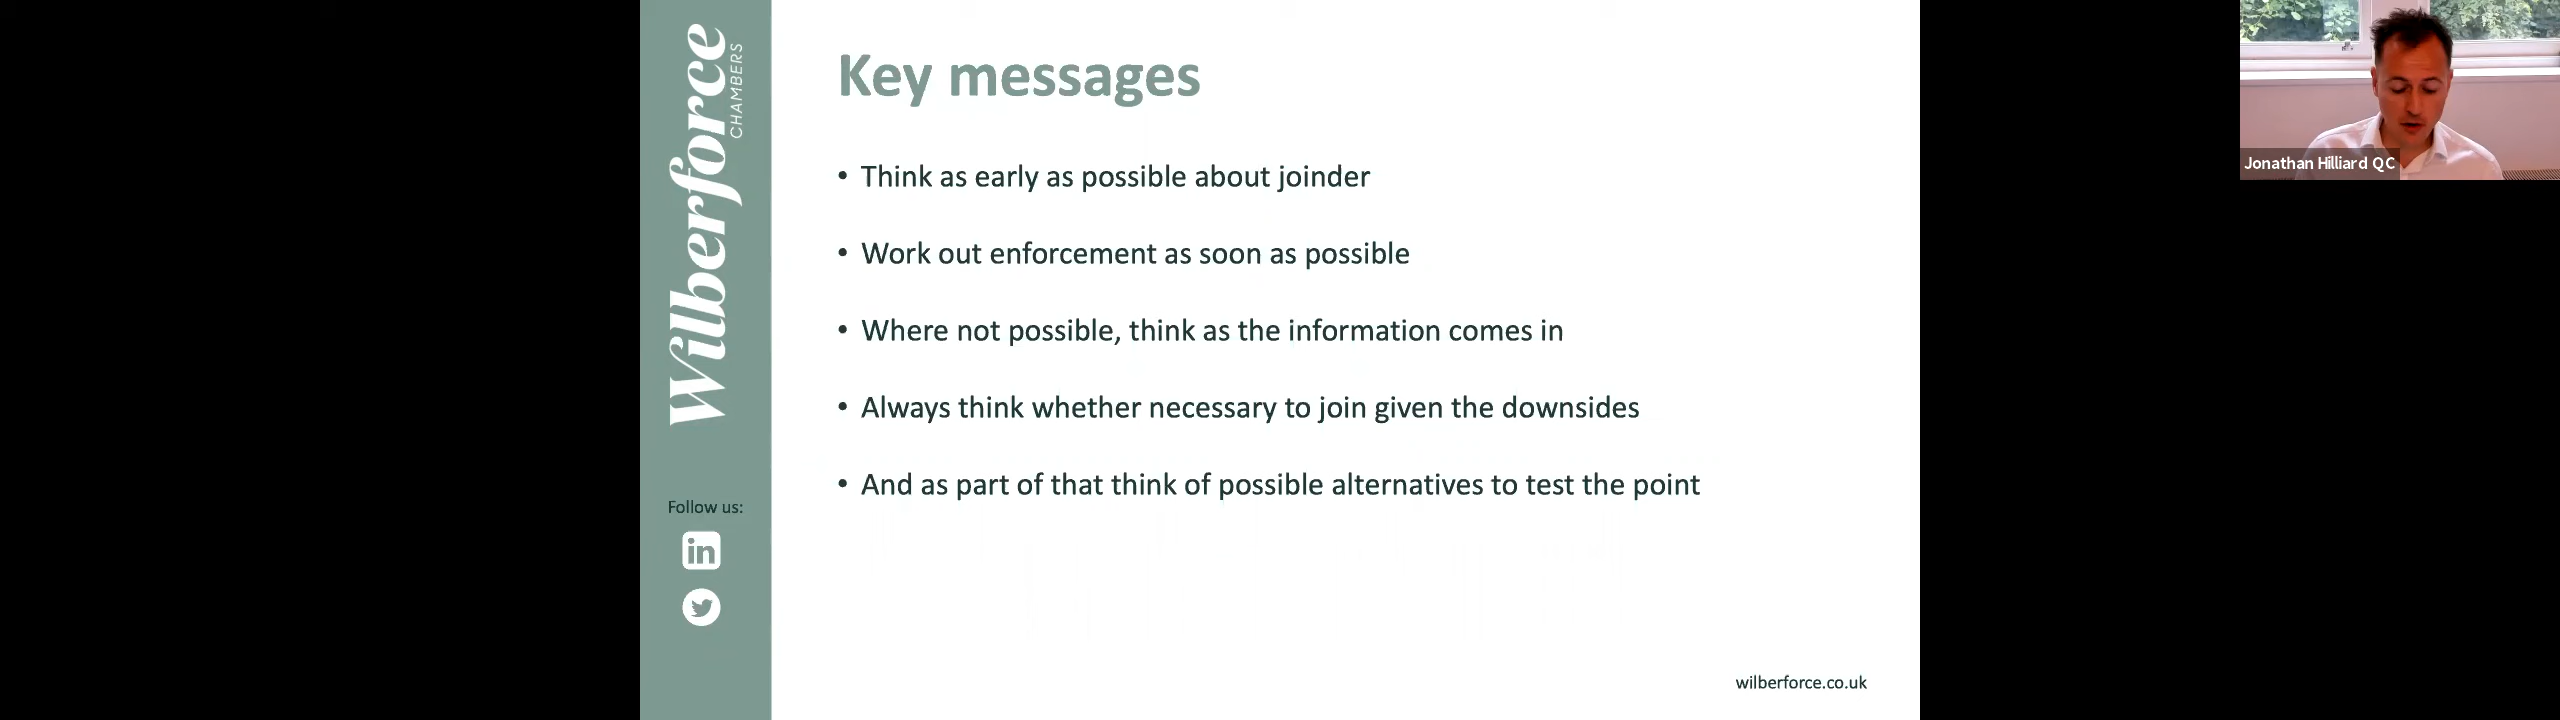 Wilberforce
CHAMBERS
Follow us:
in
Key messages
• Think as early as possible about joinder
• Work out enforcement as soon as possible
• Where not possible, think as the information comes in
• Always think whether necessary to join given the downsides
• And as part of that think of possible alternatives to test the point
wilberforce.co.uk
Jonathan Hilliard QC